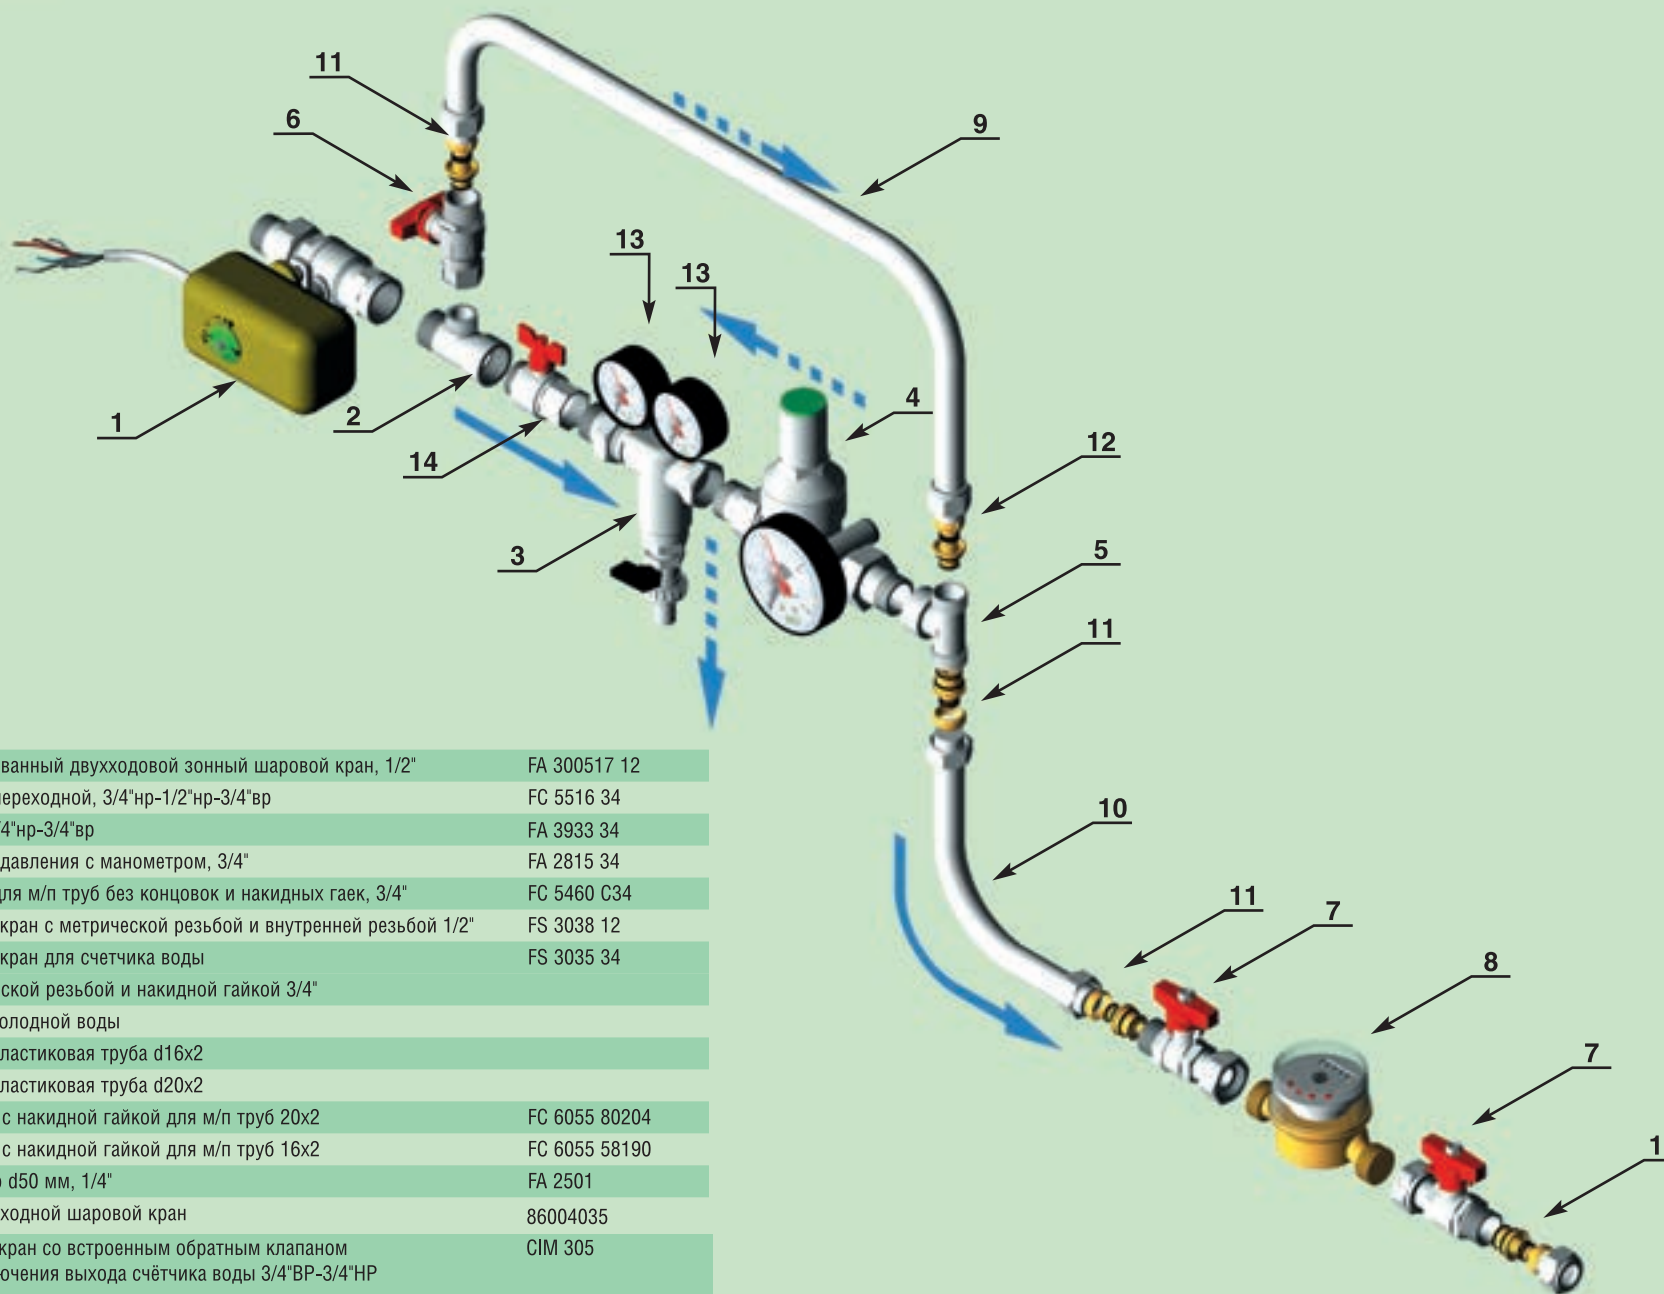 11
6
9
13
13
1
2
4
14
12
3
5
11
10
11
7
8
7
1
ванный двухходовой зонный шаровой кран, 1/2" FA 300517 12
переходной, 3/4"нр-1/2"нр-3/4"вр FC 5516 34
/4"нр-3/4"вр FA 3933 34
давления с манометром, 3/4" FA 2815 34
для м/п труб без концовок и накидных гаек, 3/4" FC 5460 C34
кран с метрической резьбой и внутренней резьбой 1/2" FS 3038 12
кран для счетчика воды FS 3035 34
ской резьбой и накидной гайкой 3/4"
олодной воды
ластиковая труба d16x2
ластиковая труба d20x2
с накидной гайкой для м/п труб 20x2 FC 6055 80204
с накидной гайкой для м/п труб 16x2 FC 6055 58190
d50 мм, 1/4" FA 2501
ходной шаровой кран 86004035
кран со встроенным обратным клапаном CIM 305
ючения выхода счётчика воды 3/4"ВР-3/4"НР